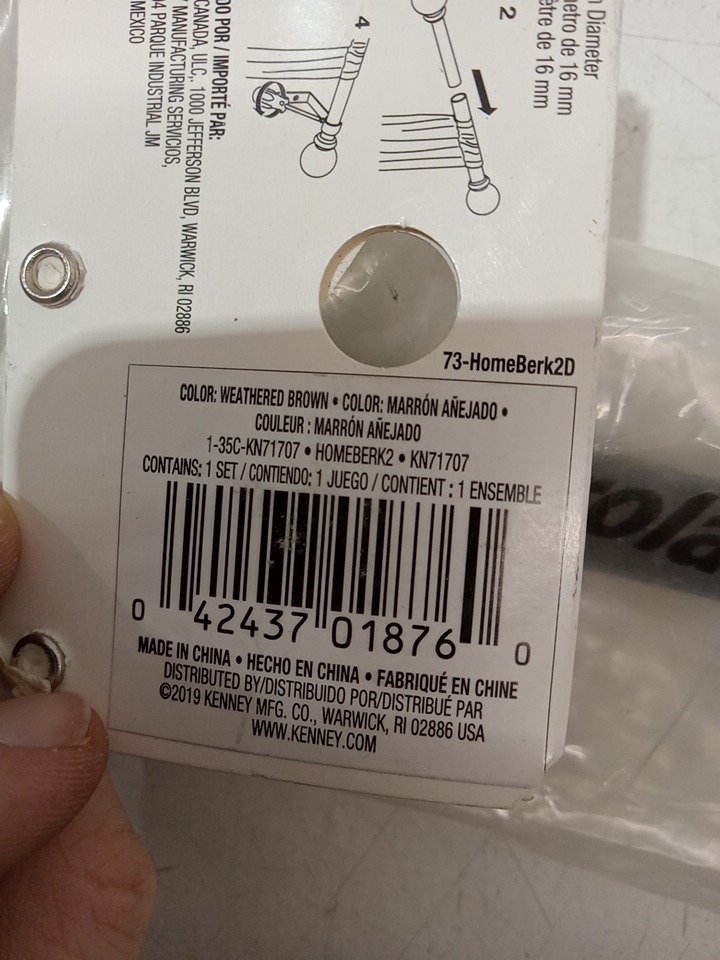 Diameter
de 16 mm
de 16 mm
2
4
POR / IMPORTÉ PAR:
CANADA, ULC., 1000 JEFFERSON BLVD, WARWICK, RI 02886
MANUFACTURING SERVICIOS,
PARQUE INDUSTRIAL JM
MEXICO
73-HomeBerk2D
COLOR: WEATHERED BROWN • COLOR: MARRÓN AÑEJADO •
COULEUR : MARRÓN AÑEJADO
1-35C-KN71707 • HOMEBERK2 • KN71707
CONTAINS: 1 SET / CONTIENDO: 1 JUEGO / CONTIENT : 1 ENSEMBLE
0 42437 01876 0
MADE IN CHINA • HECHO EN CHINA • FABRIQUÉ EN CHINE
DISTRIBUTED BY/DISTRIBUIDO POR/DISTRIBUÉ PAR
©2019 KENNEY MFG. CO., WARWICK, RI 02886 USA
WWW.KENNEY.COM